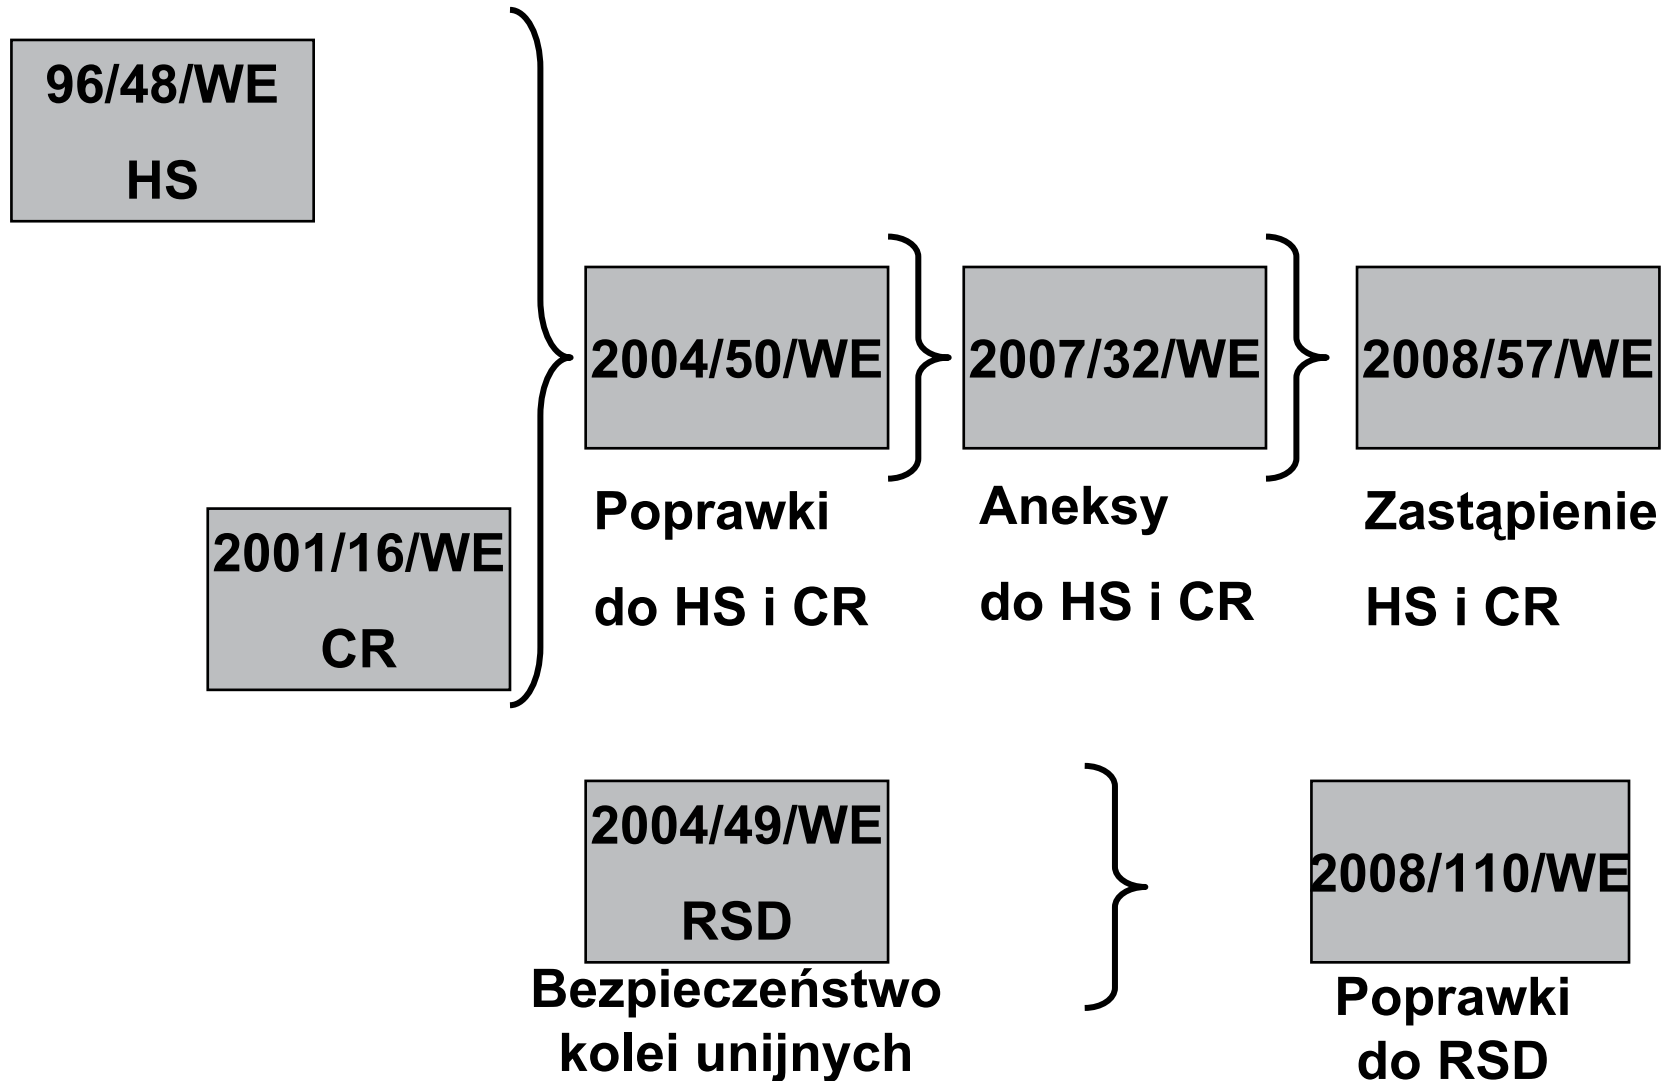 96/48/WE
HS
2001/16/WE
CR
2004/50/WE
Poprawki
do HS i CR
2007/32/WE
Aneksy
do HS i CR
2008/57/WE
Zastąpienie
HS i CR
2004/49/WE
RSD
Bezpieczeństwo
kolei unijnych
2008/110/WE
Poprawki
do RSD